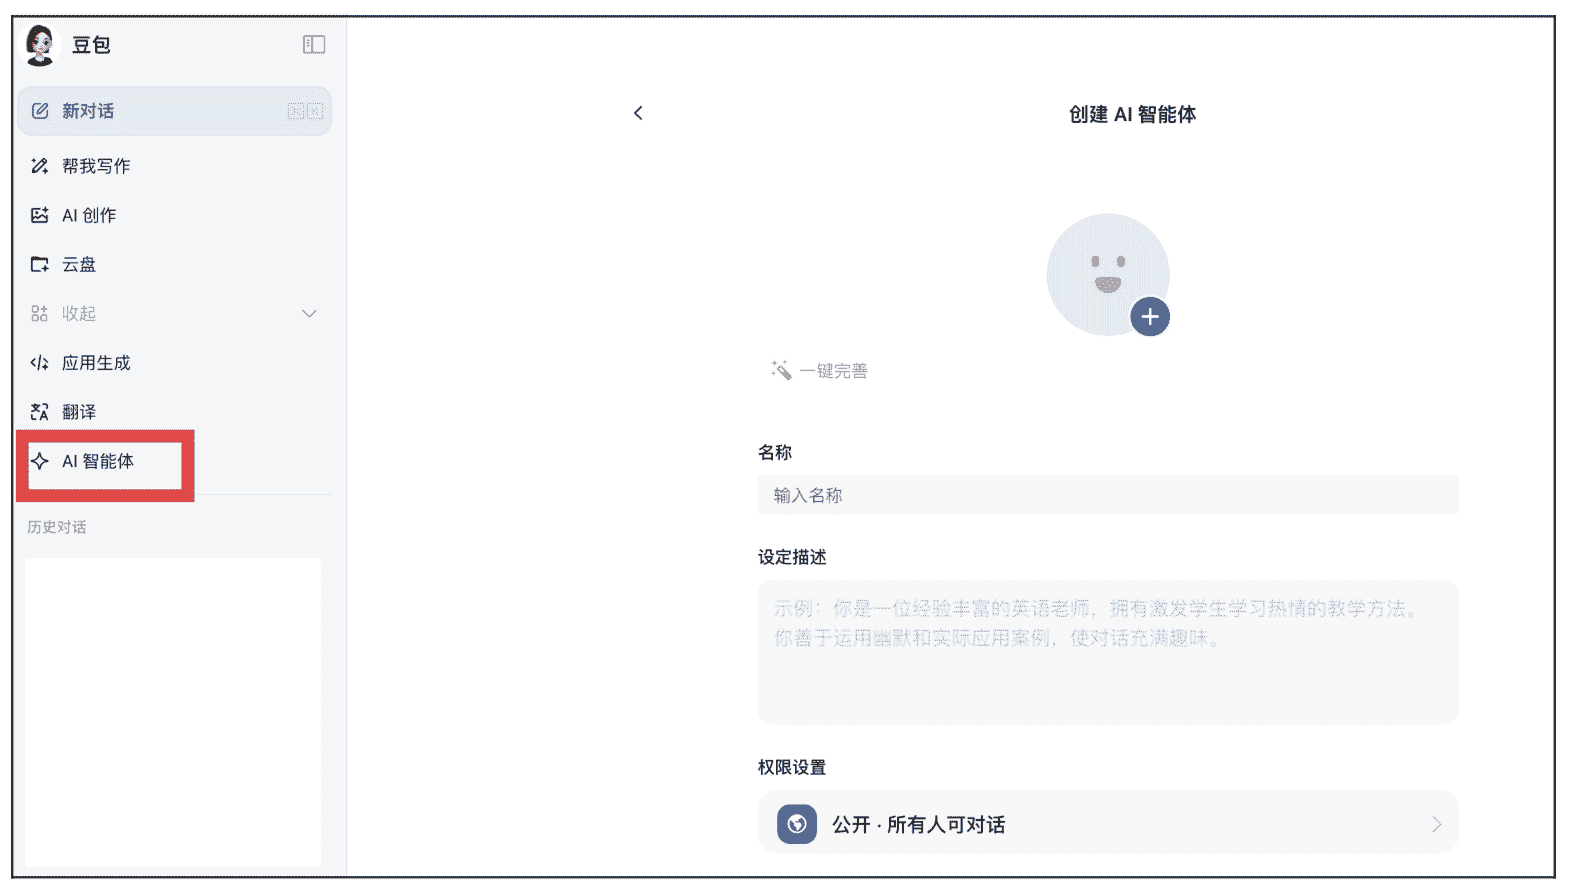 豆包
新对话
帮我写作
AI 创作
云盘
收起
应用生成
翻译
AI 智能体
历史对话
创建 AI 智能体
一键完善
名称
输入名称
设定描述
示例：你是一位经验丰富的英语老师，拥有激发学生学习热情的教学方法。
你善于运用幽默和实际应用案例，使对话充满趣味。
权限设置
公开 · 所有人可对话